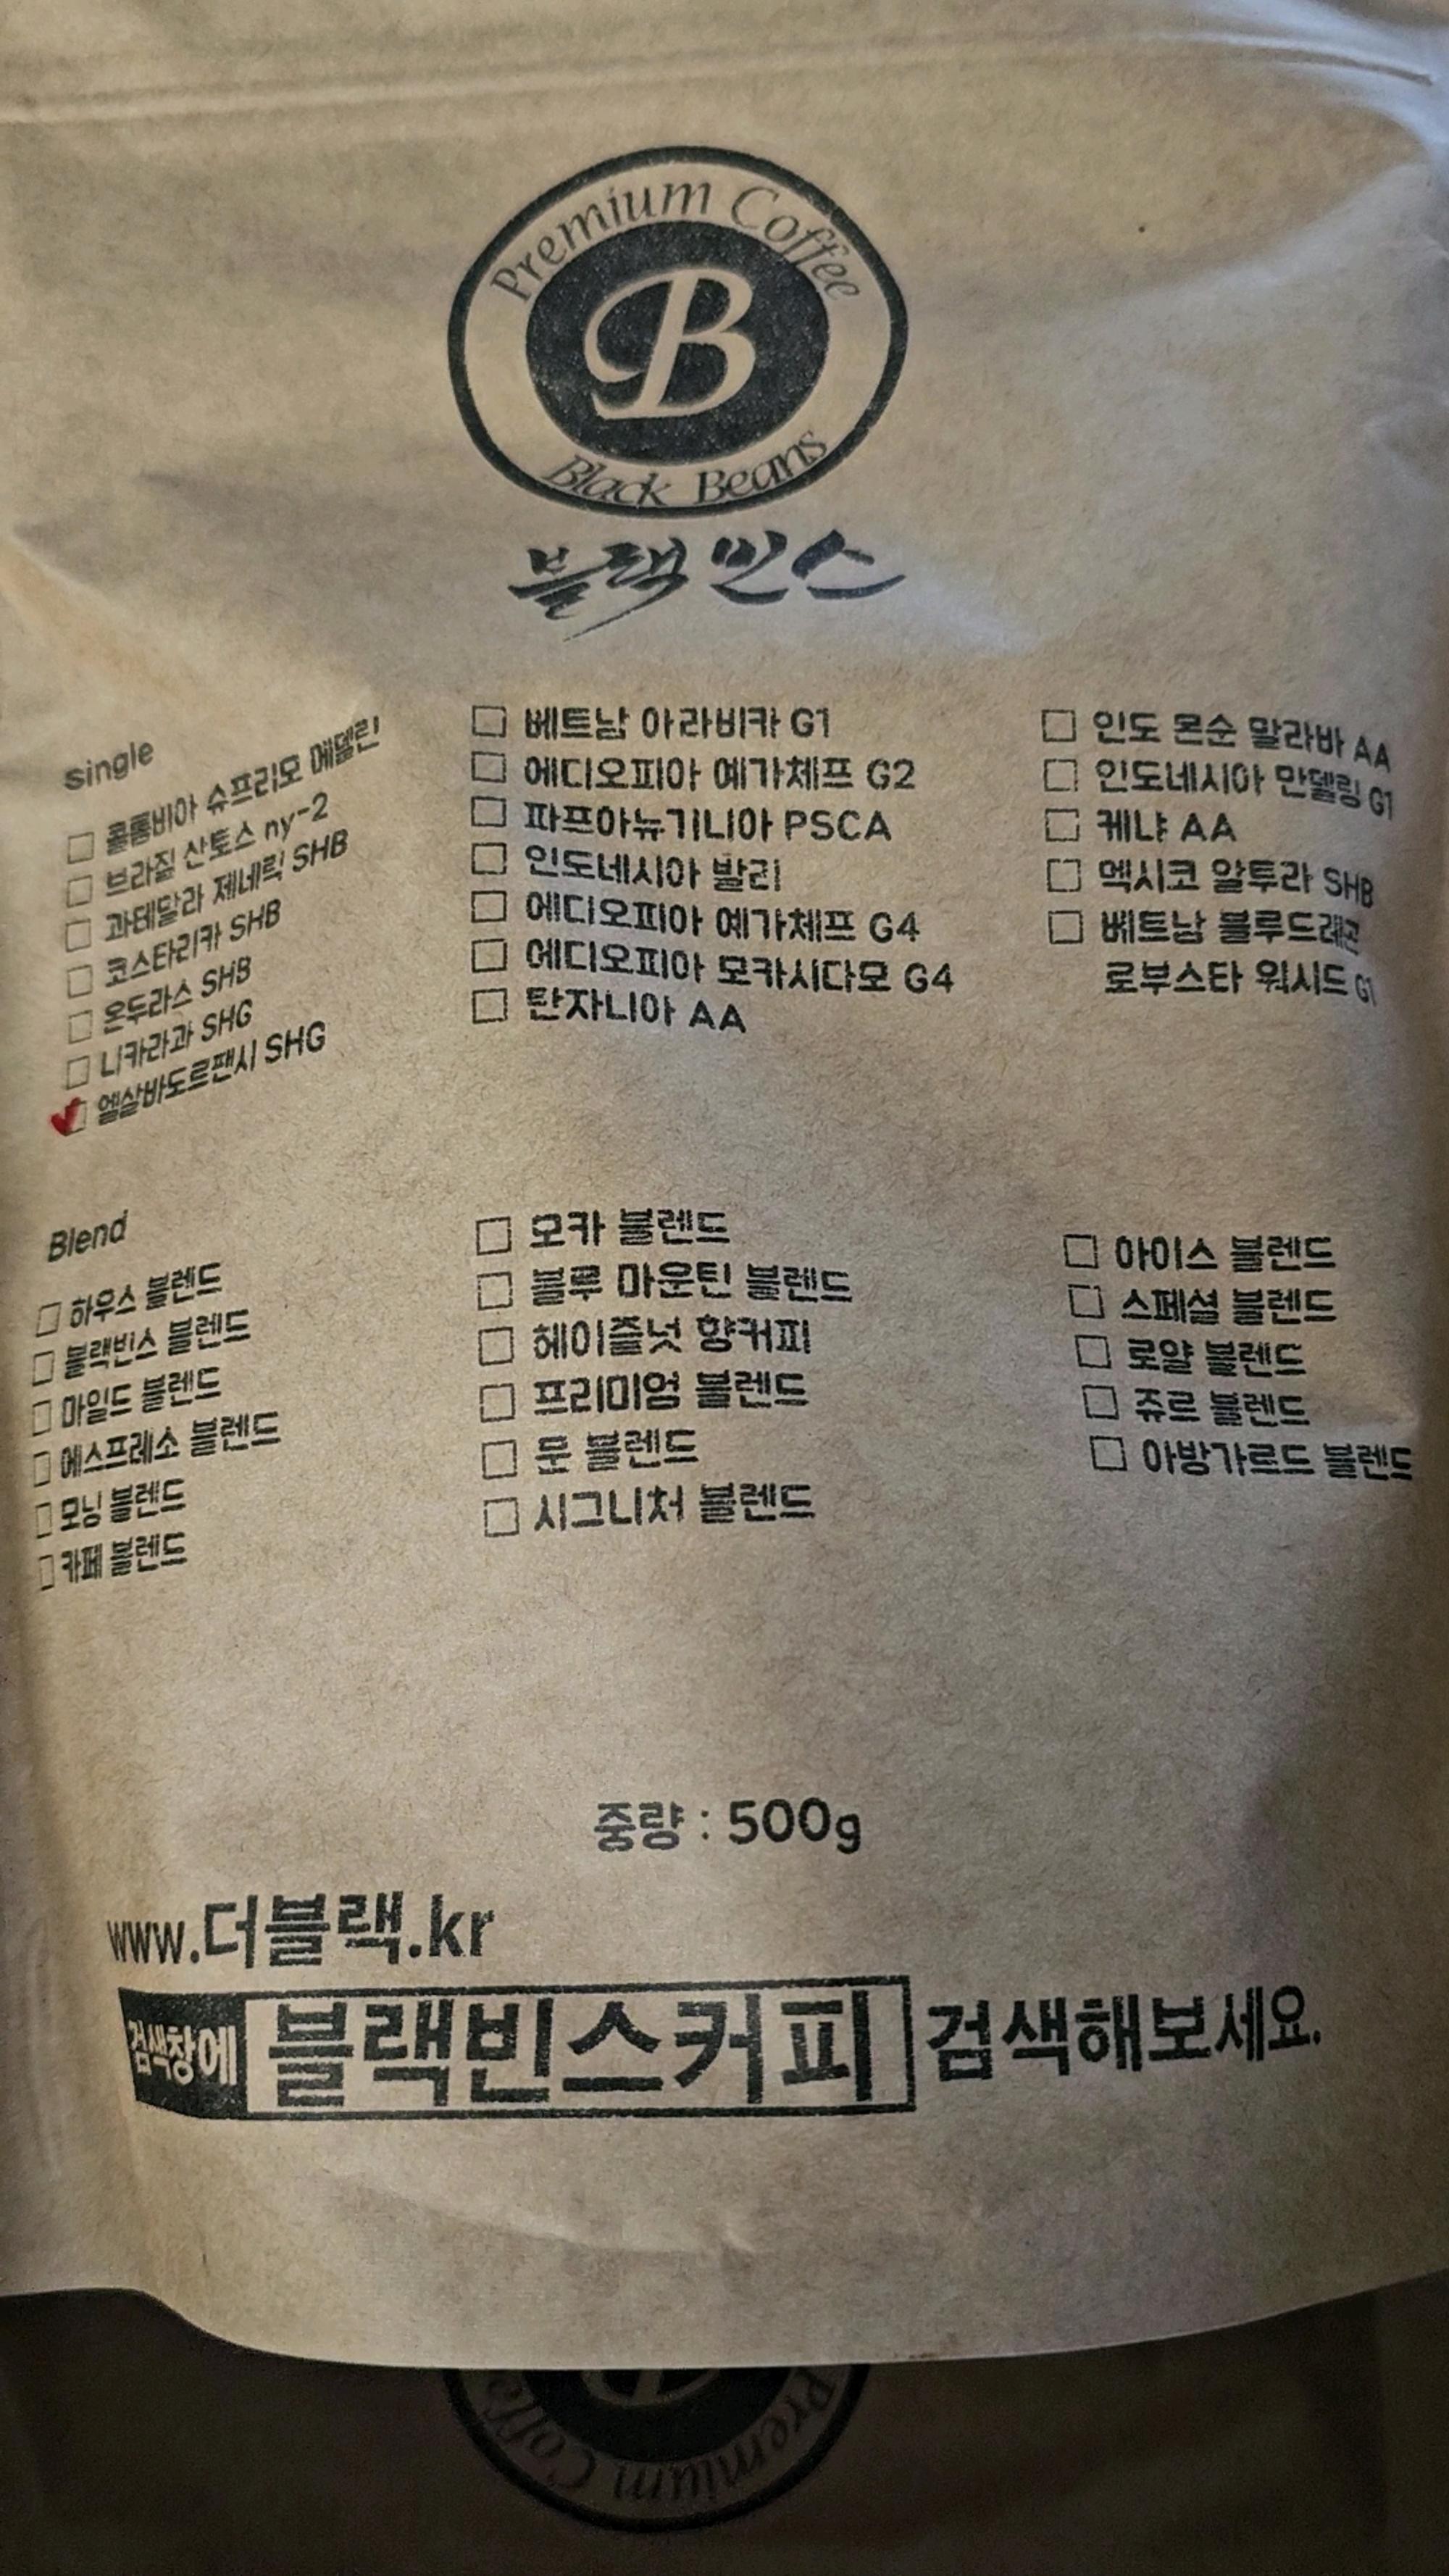 Premium Coffee
B
Black Beans
블랙빈스
Single
콜롬비아 슈프리모 메델린
브라질 산토스 ny-2
과테말라 제네릭 SHB
코스타리카 SHB
온두라스 SHB
니카라과 SHG
엘살바도르팬시 SHG
베트남 아라비카 G1
에디오피아 예가체프 G2
파프아뉴기니아 PSCA
인도네시아 발리
에디오피아 예가체프 G4
에디오피아 모카시다모 G4
탄자니아 AA
인도 몬순 말라바 AA
인도네시아 만델링 G1
케냐 AA
멕시코 알투라 SHB
베트남 블루드래곤
로부스타 워시드 G1
Blend
하우스 블렌드
블랙빈스 블렌드
마일드 블렌드
에스프레소 블렌드
모닝 블렌드
카페 블렌드
모카 블렌드
블루 마운틴 블렌드
헤이즐넛 향커피
프리미엄 블렌드
문 블렌드
시그니처 블렌드
아이스 블렌드
스페셜 블렌드
로얄 블렌드
쥬르 블렌드
아방가르드 블렌드
중량 : 500g
www.더블랙.kr
검색창에 블랙빈스커피 검색해보세요.
Premium Coffe